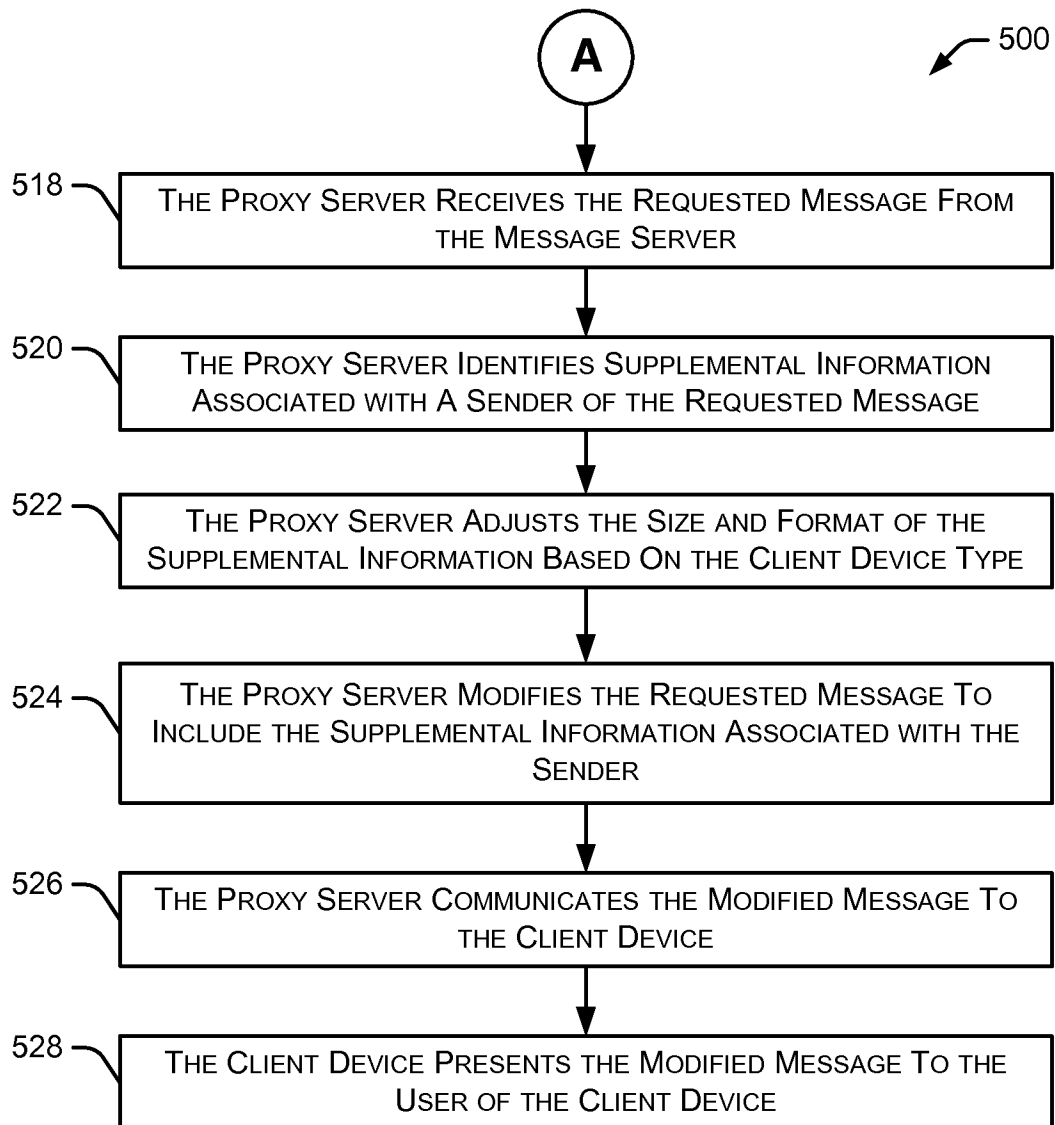 A
500
518
THE PROXY SERVER RECEIVES THE REQUESTED MESSAGE FROM
THE MESSAGE SERVER
520
THE PROXY SERVER IDENTIFIES SUPPLEMENTAL INFORMATION
ASSOCIATED WITH A SENDER OF THE REQUESTED MESSAGE
522
THE PROXY SERVER ADJUSTS THE SIZE AND FORMAT OF THE
SUPPLEMENTAL INFORMATION BASED ON THE CLIENT DEVICE TYPE
524
THE PROXY SERVER MODIFIES THE REQUESTED MESSAGE TO
INCLUDE THE SUPPLEMENTAL INFORMATION ASSOCIATED WITH THE
SENDER
526
THE PROXY SERVER COMMUNICATES THE MODIFIED MESSAGE TO
THE CLIENT DEVICE
528
THE CLIENT DEVICE PRESENTS THE MODIFIED MESSAGE TO THE
USER OF THE CLIENT DEVICE